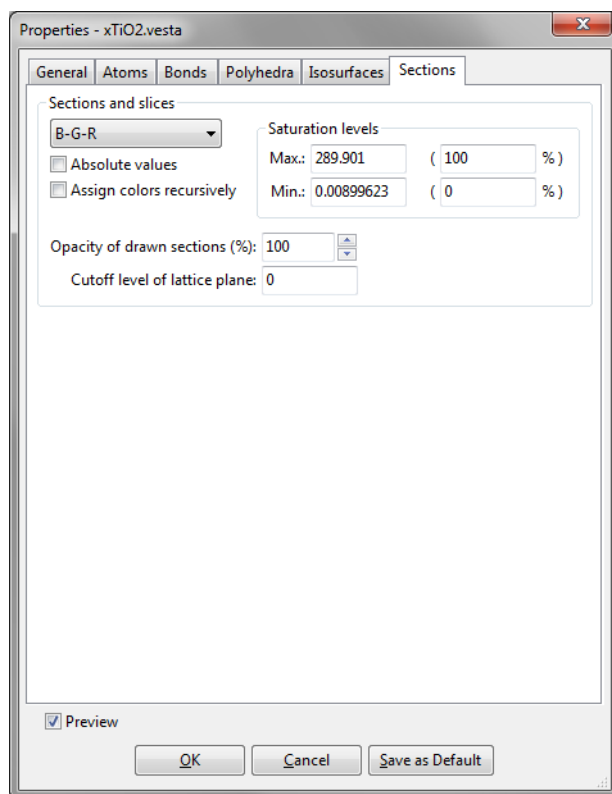 Properties - xTiO2.vesta
General Atoms Bonds Polyhedra Isosurfaces Sections
Sections and slices
B-G-R
Saturation levels
Absolute values
Max.: 289.901 ( 100 % )
Assign colors recursively
Min.: 0.00899623 ( 0 % )
Opacity of drawn sections (%): 100
Cutoff level of lattice plane: 0
Preview
OK Cancel Save as Default